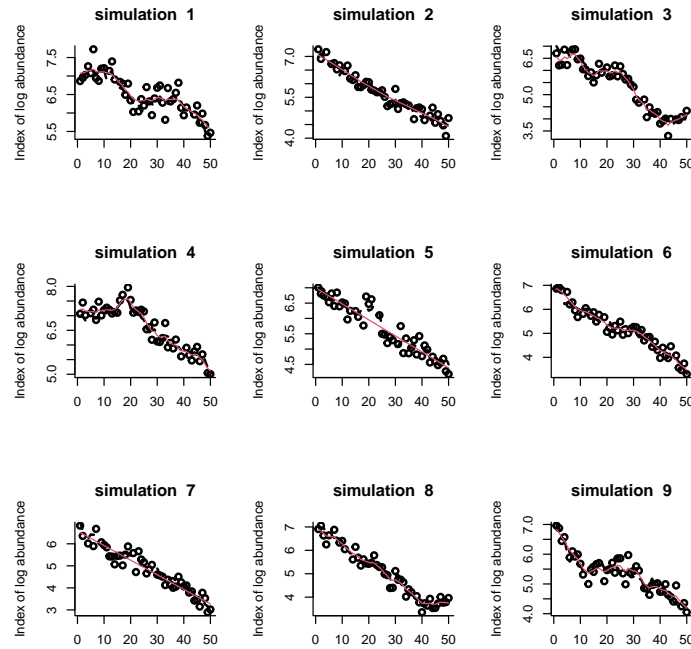 simulation 1
simulation 2
simulation 3
Index of log abundance
7.5
6.5
5.5
0 10 20 30 40 50
Index of log abundance
7.0
5.5
4.0
0 10 20 30 40 50
Index of log abundance
6.5
5.0
3.5
0 10 20 30 40 50
simulation 4
simulation 5
simulation 6
Index of log abundance
8.0
6.5
5.0
0 10 20 30 40 50
Index of log abundance
6.5
5.5
4.5
0 10 20 30 40 50
Index of log abundance
6
5
4
0 10 20 30 40 50
simulation 7
simulation 8
simulation 9
Index of log abundance
6
5
4
3
0 10 20 30 40 50
Index of log abundance
7
6
5
4
0 10 20 30 40 50
Index of log abundance
7.0
6.0
5.0
4.0
0 10 20 30 40 50